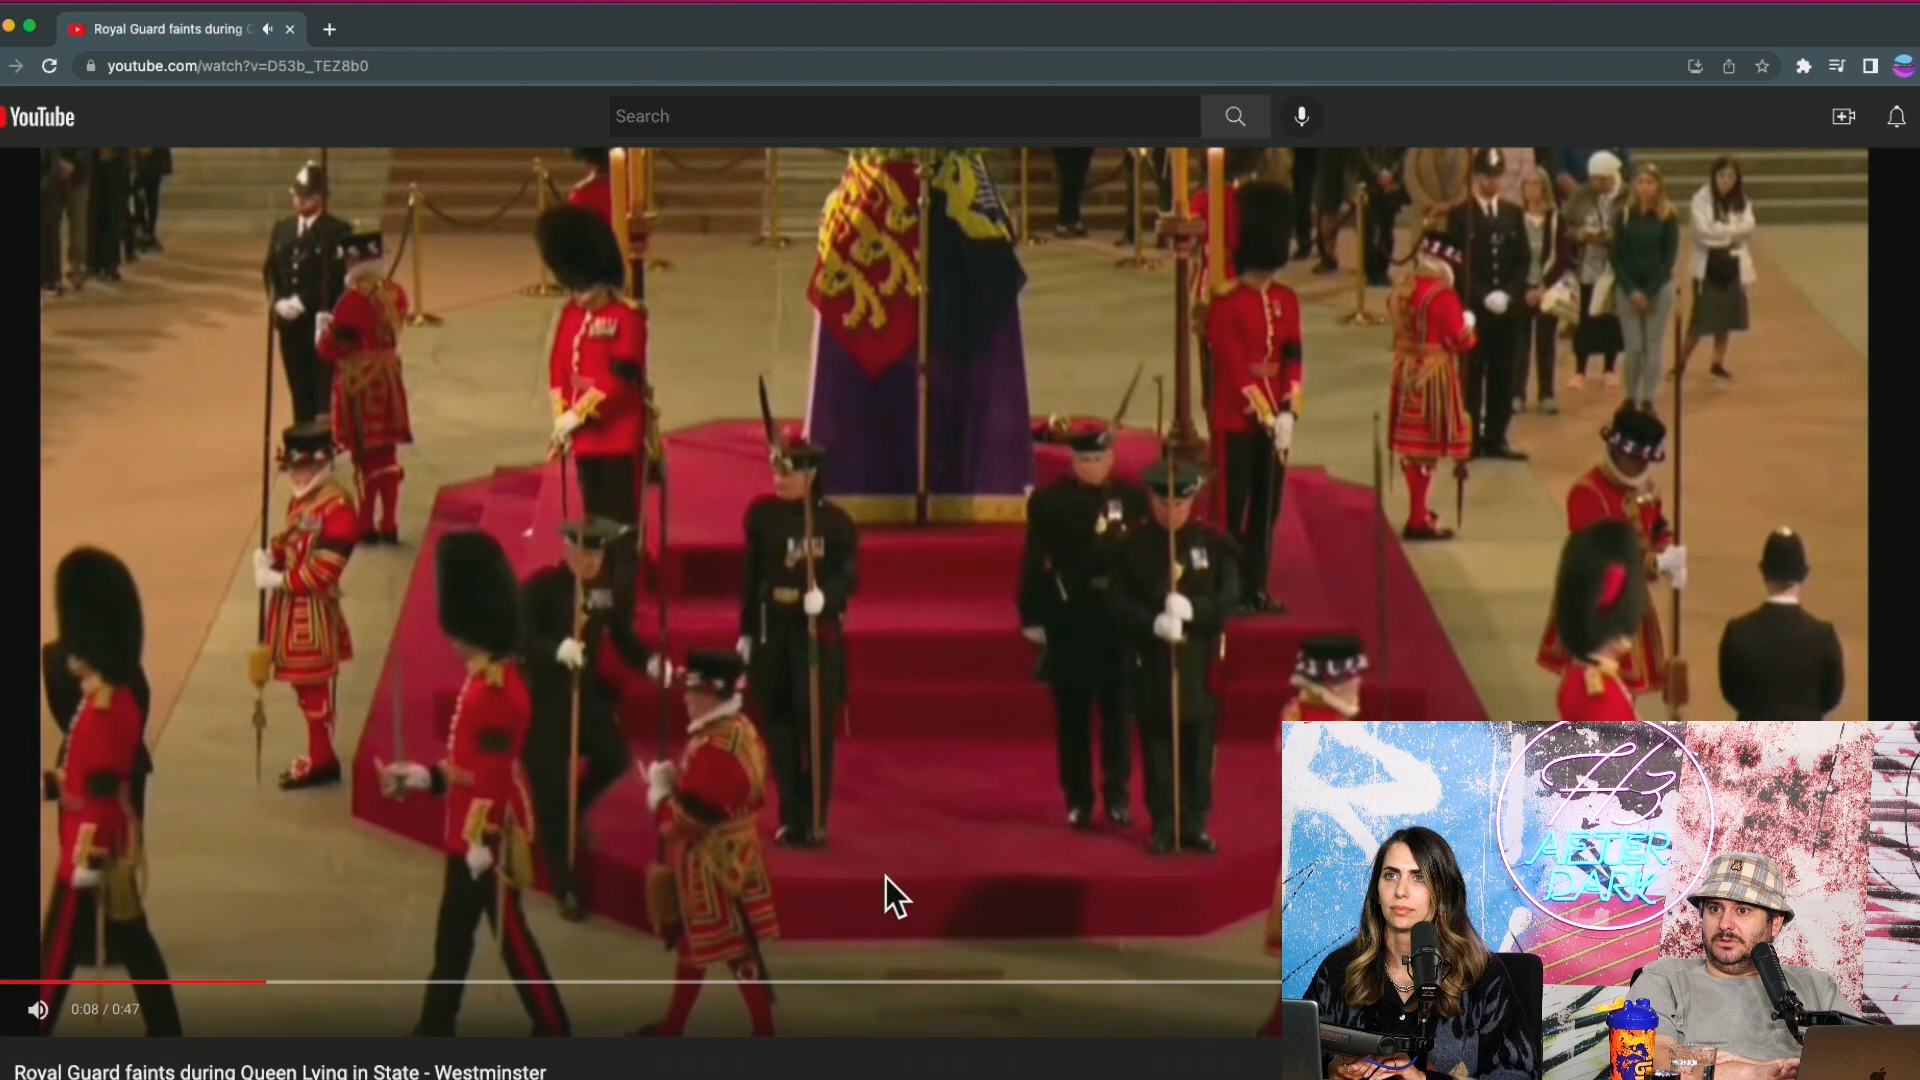 Royal Guard faints during
youtube.com/watch?v=D53b_TEZ8b0
YouTube
Search
H3
AFTER
DARK
0:08 / 0:47
Royal Guard faints during Queen Lying in State - Westminster